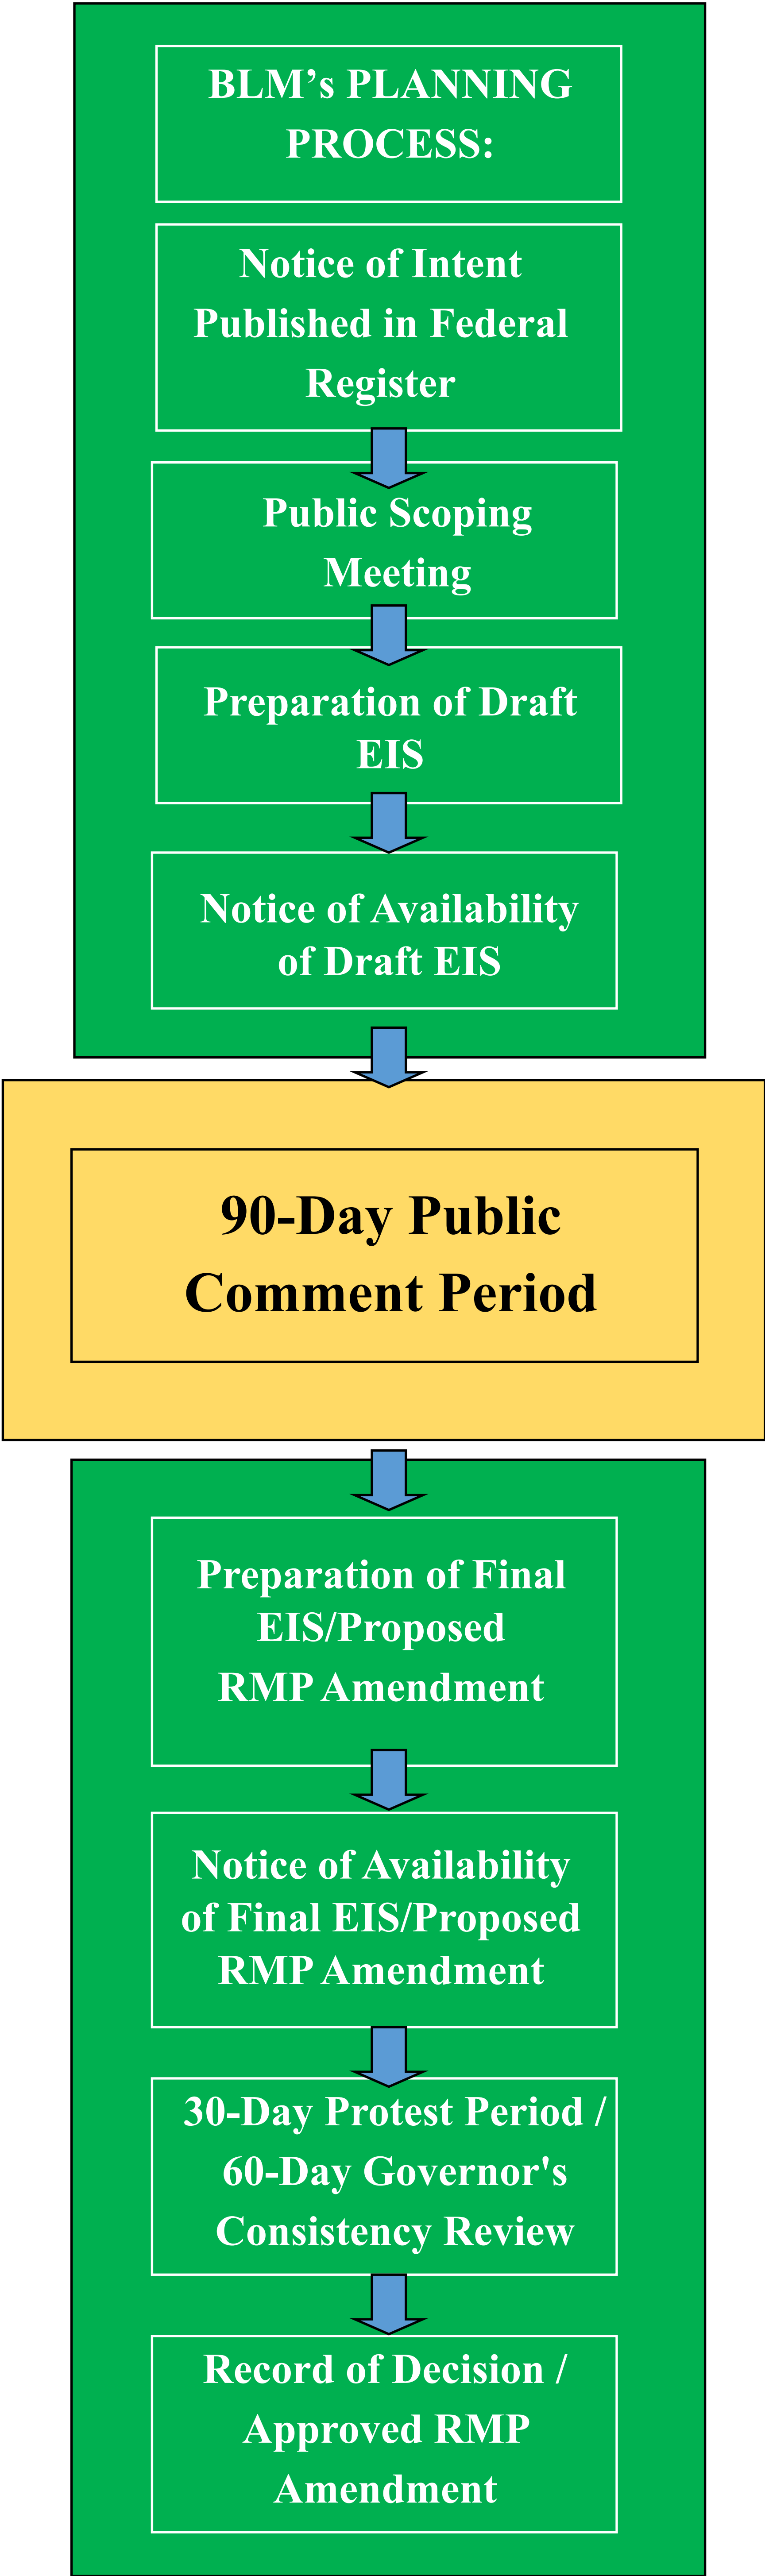 BLM’s PLANNING
PROCESS:
Notice of Intent
Published in Federal
Register
Public Scoping
Meeting
Preparation of Draft
EIS
Notice of Availability
of Draft EIS
90-Day Public
Comment Period
Preparation of Final
EIS/Proposed
RMP Amendment
Notice of Availability
of Final EIS/Proposed
RMP Amendment
30-Day Protest Period /
60-Day Governor's
Consistency Review
Record of Decision /
Approved RMP
Amendment